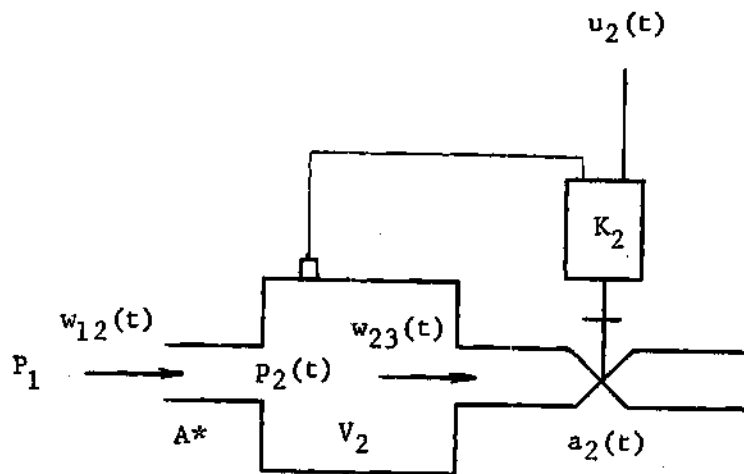 u₂(t)
K₂
w₁₂(t)
w₂₃(t)
P₁
p₂(t)
A*
V₂
a₂(t)